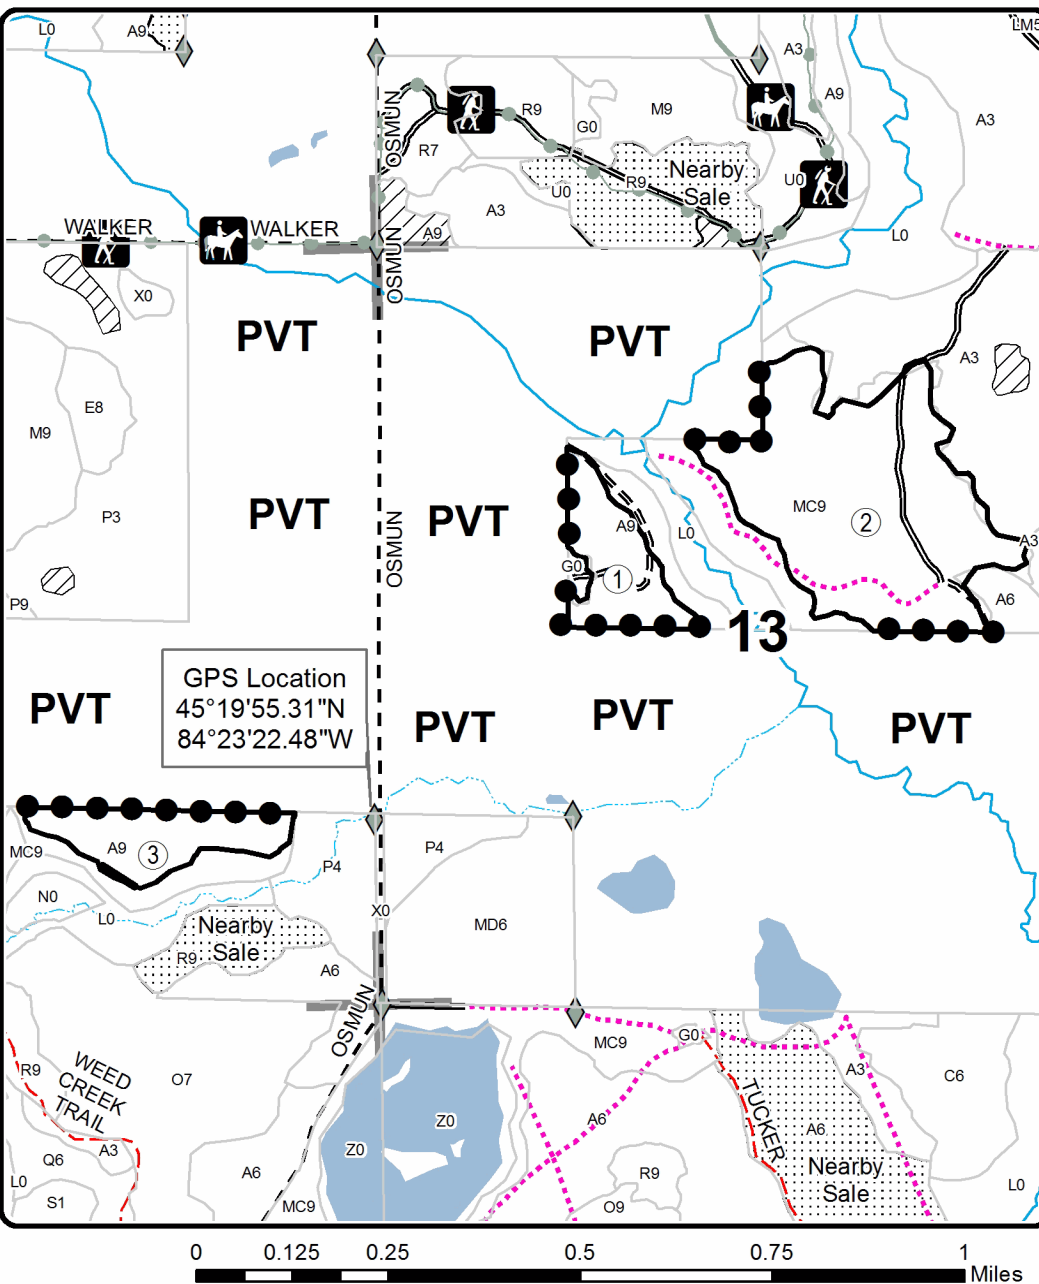 L0
A9
LM5
A3
A9
A3
OSMUN
R9
G0
M9
R7
Nearby
Sale
R9
U0
U0
A3
A9
WALKER
WALKER
L0
OSMUN
X0
PVT
PVT
A3
E8
M9
PVT
PVT
P3
MC9
2
A9
L0
A3
OSMUN
G0
1
P9
A6
13
GPS Location
45°19'55.31"N
84°23'22.48"W
PVT
PVT
PVT
PVT
MC9
A9
3
P4
P4
N0
L0
X0
MD6
Nearby
Sale
R9
A6
OSMUN
MC9
G0
R9
WEED
CREEK
TRAIL
O7
A3
C6
Z0
Z0
A6
TUCKER
A6
Q6
A3
Nearby
Sale
A6
R9
L0
S1
MC9
O9
L0
0 0.125 0.25 0.5 0.75 1
Miles